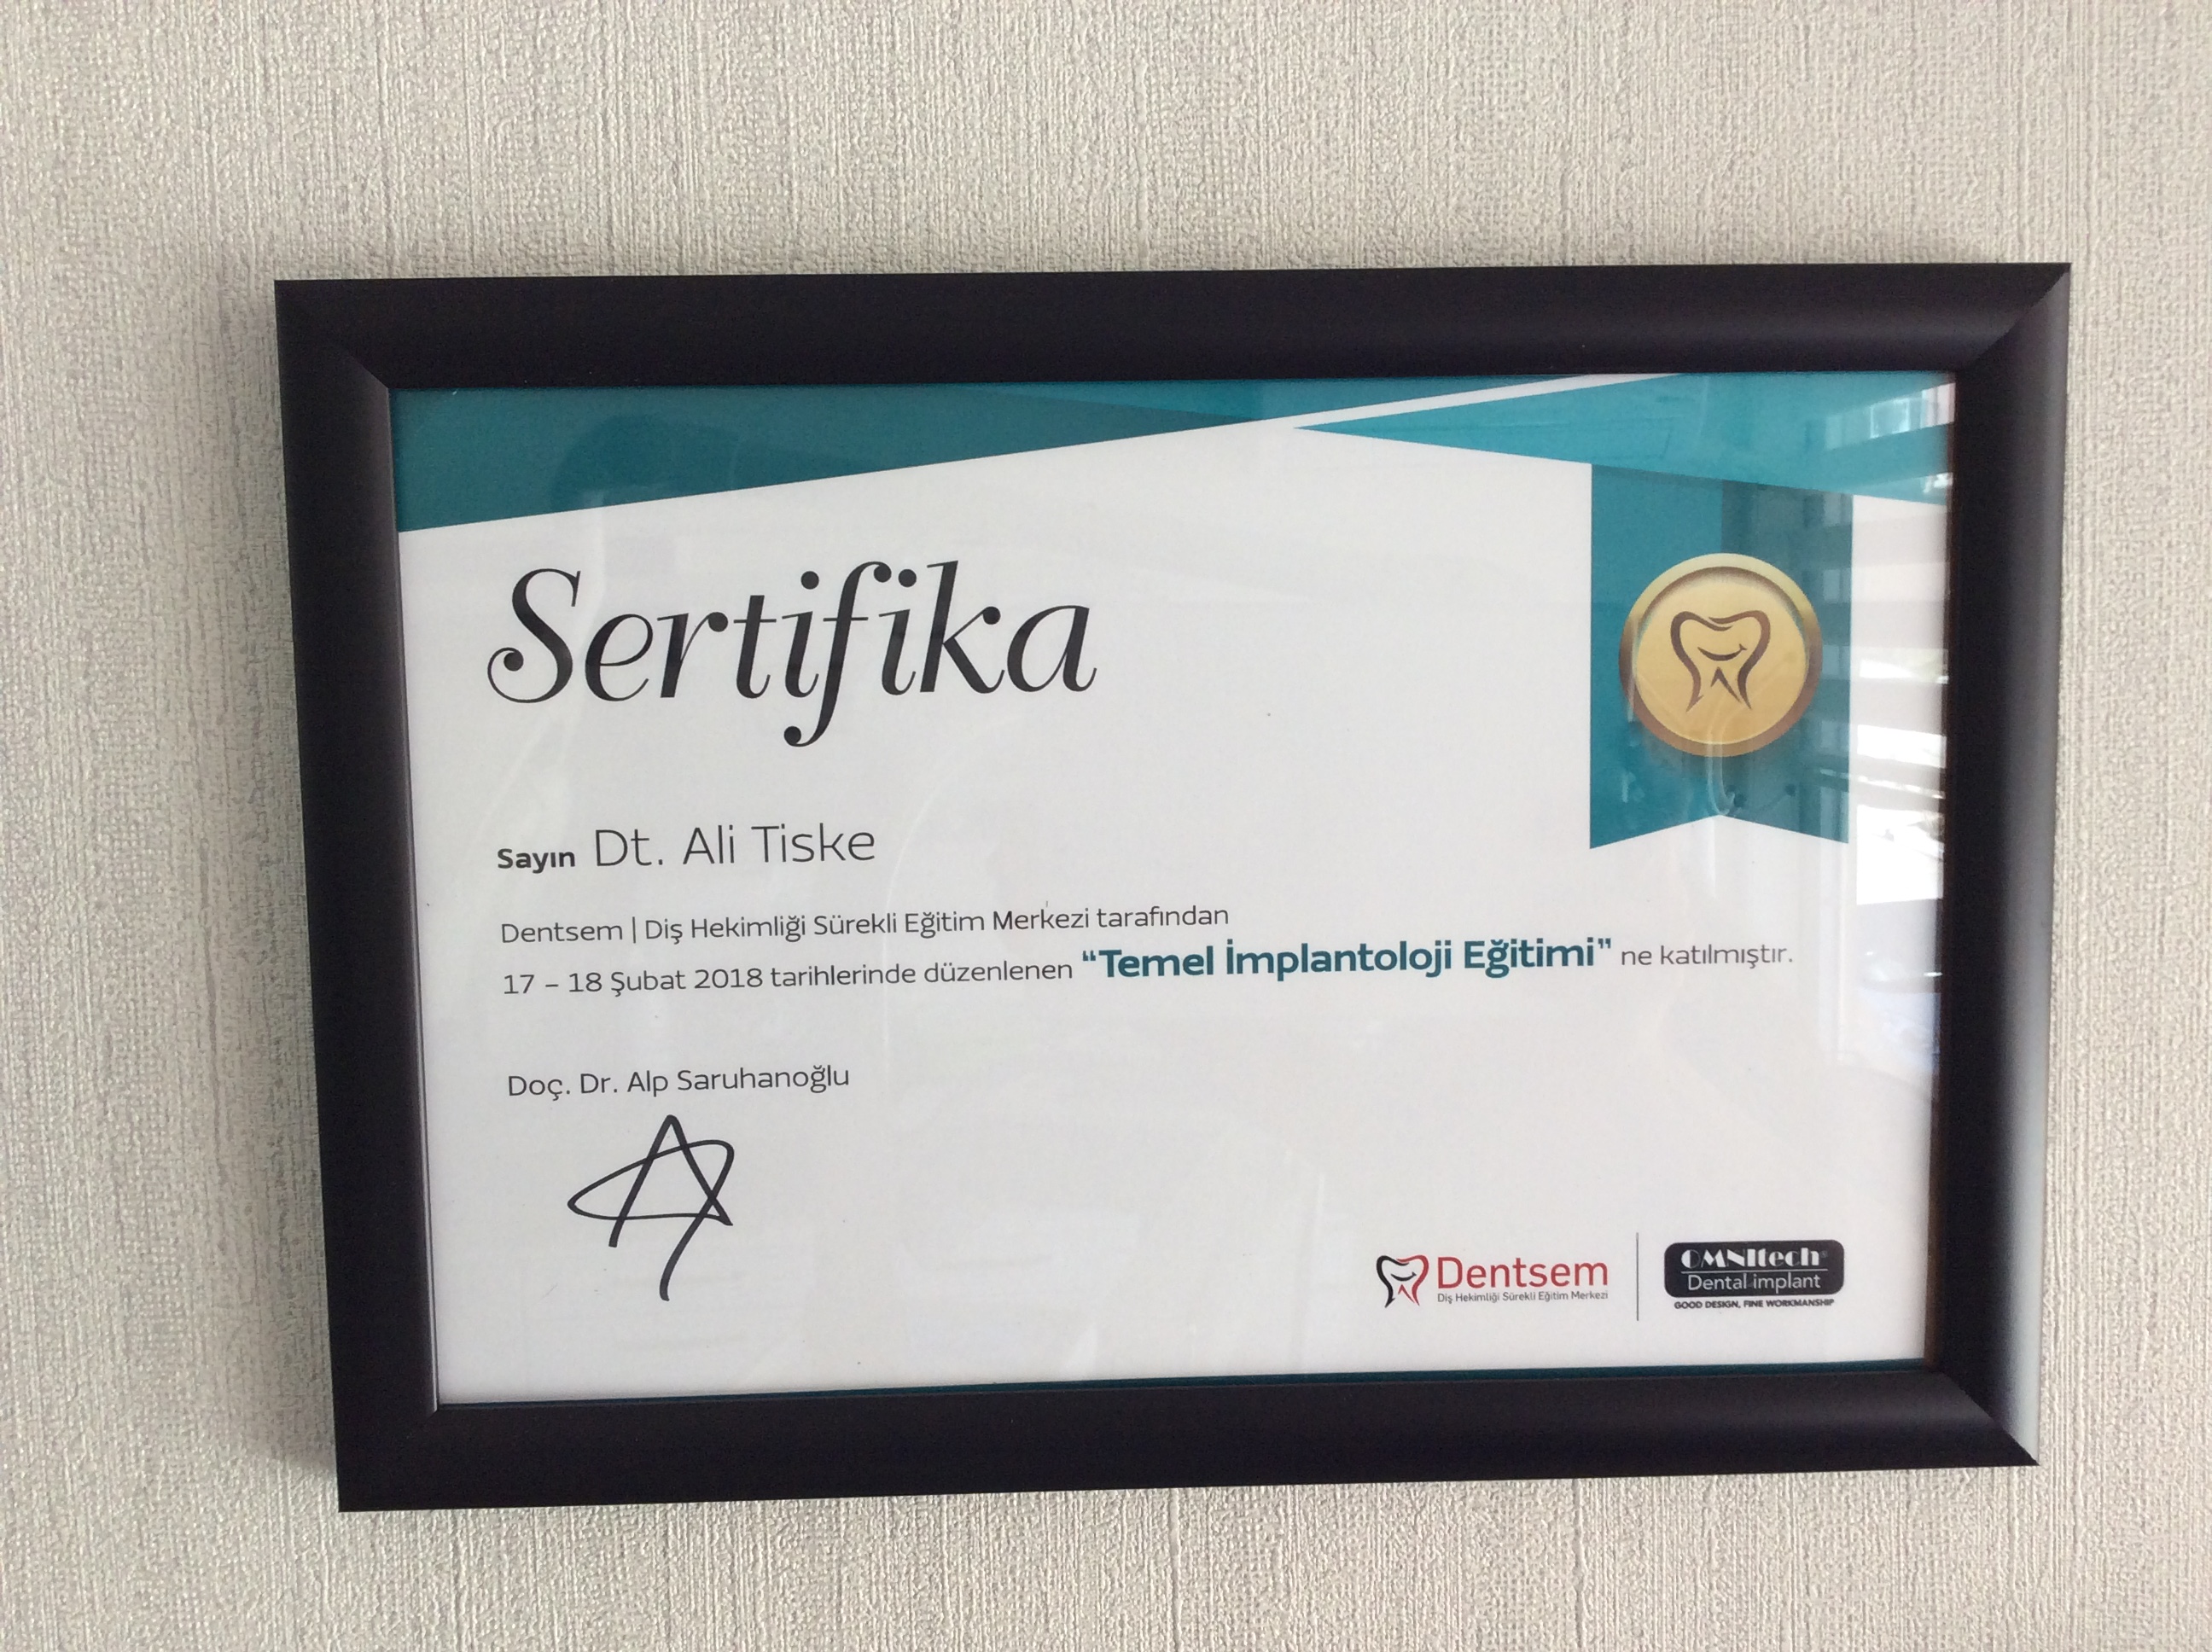 Sertifika
Sayın Dt. Ali Tiske
Dentsem | Diş Hekimliği Sürekli Eğitim Merkezi tarafından
17 – 18 Şubat 2018 tarihlerinde düzenlenen “Temel İmplantoloji Eğitimi” ne katılmıştır.
Doç. Dr. Alp Saruhanoğlu
Dentsem
Diş Hekimliği Sürekli Eğitim Merkezi
OMNItech®
Dental implant
GOOD DESIGN, FINE WORKMANSHIP